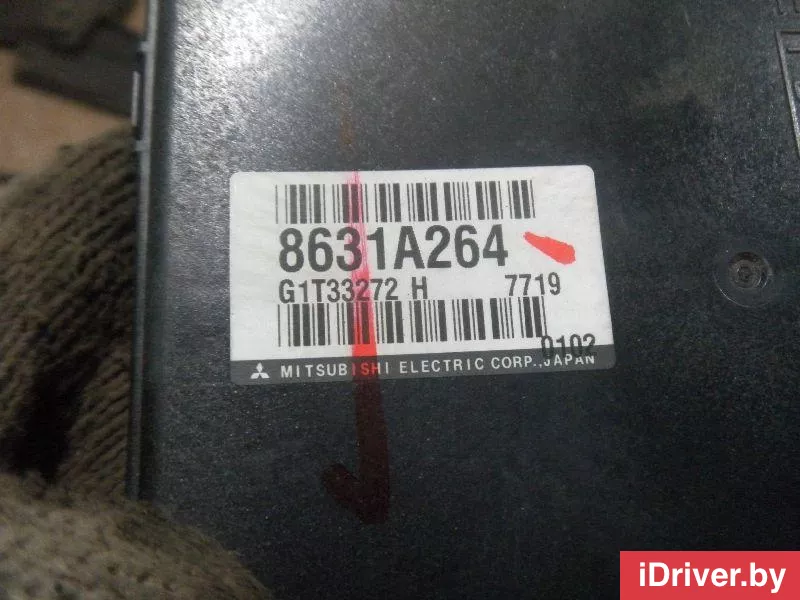 8631A264
G1T33272 H 7719
0102
MITSUBISHI ELECTRIC CORP.,JAPAN
iDriver.by